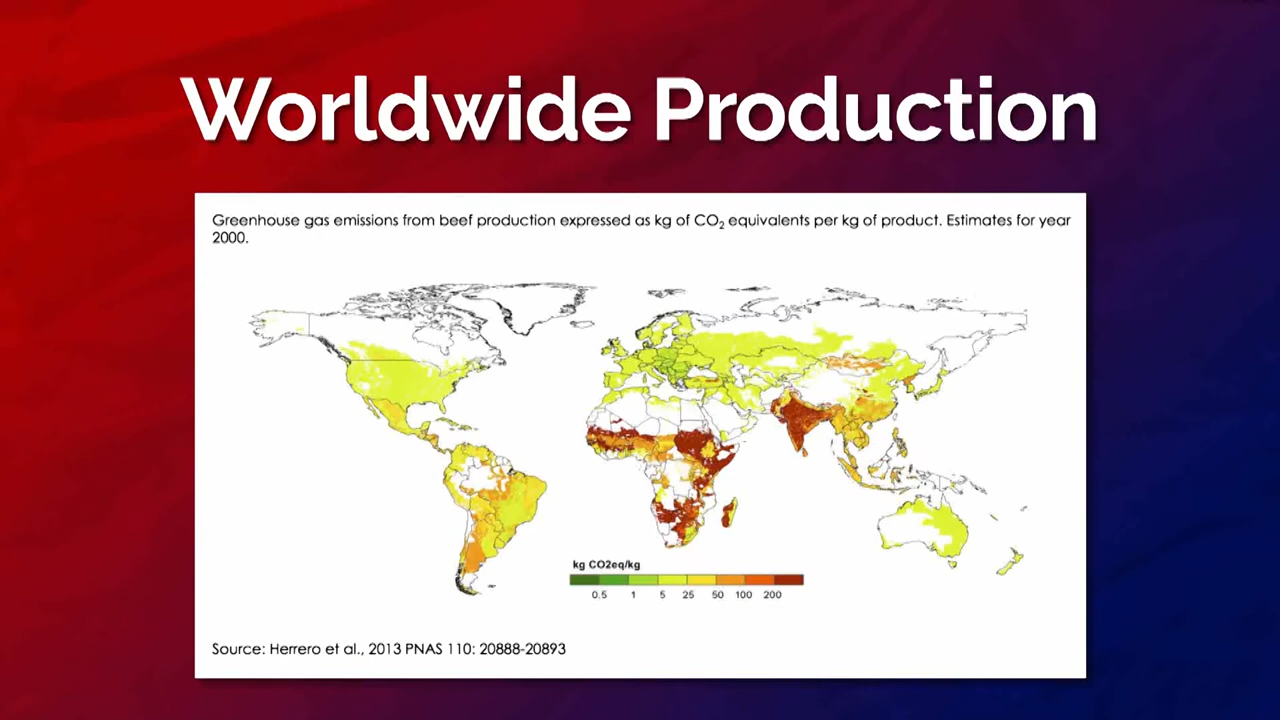 Worldwide Production
Greenhouse gas emissions from beef production expressed as kg of CO₂ equivalents per kg of product. Estimates for year
2000.
kg CO2eq/kg
0.5 1 5 25 50 100 200
Source: Herrero et al., 2013 PNAS 110: 20888-20893